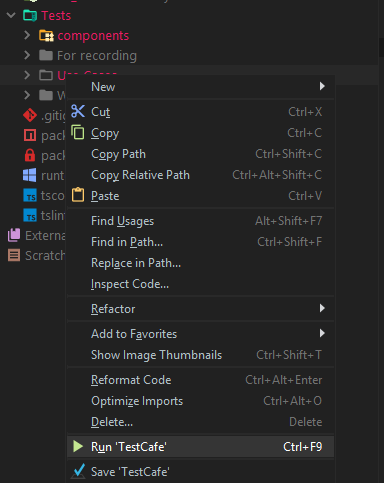 Tests
components
For recording
Use Cases
New
Cut Ctrl+X
Copy Ctrl+C
Copy Path Ctrl+Shift+C
Copy Relative Path Ctrl+Alt+Shift+C
Paste Ctrl+V
Find Usages Alt+Shift+F7
Find in Path... Ctrl+Shift+F
Replace in Path...
Inspect Code...
Refactor
Add to Favorites
Show Image Thumbnails Ctrl+Shift+T
Reformat Code Ctrl+Alt+Enter
Optimize Imports Ctrl+Alt+O
Delete... Delete
Run 'TestCafe' Ctrl+F9
Save 'TestCafe'
W
.gitig
pack
pack
runt
tsco
tslin
External
Scratch